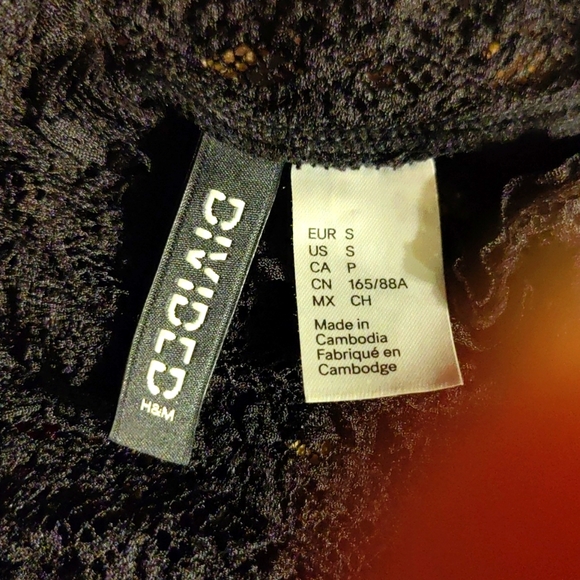 DIVIDED
H&M
EUR S
US S
CA P
CN 165/88A
MX CH
Made in
Cambodia
Fabriqué en
Cambodge